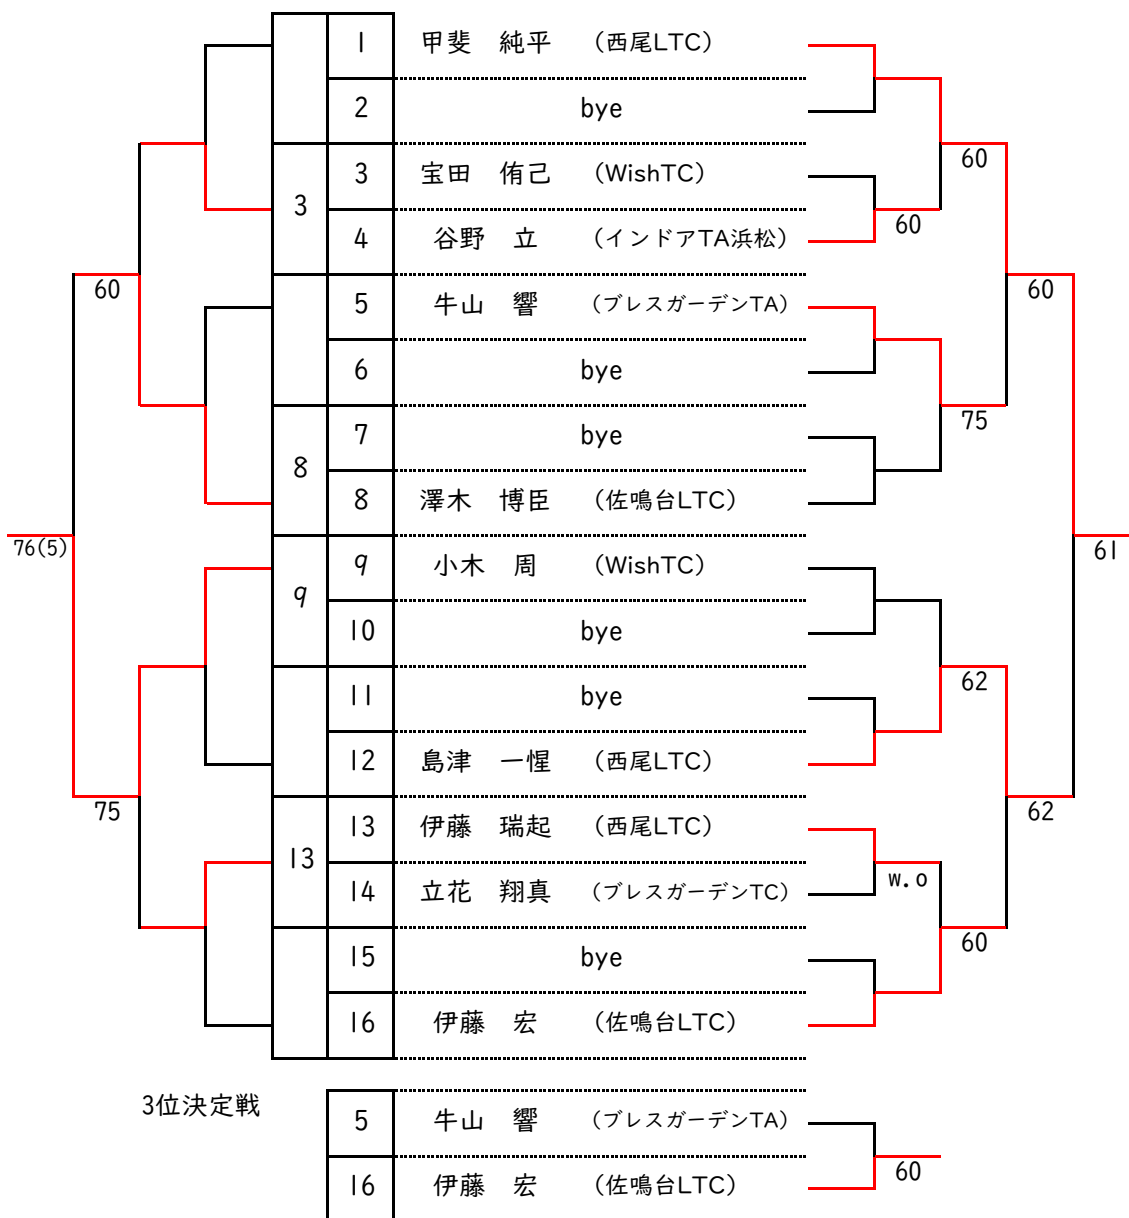 1 甲斐 純平 (西尾LTC)
2 bye
60
3 宝田 侑己 (WishTC)
3
4 谷野 立 (インドアTA浜松)
60
60
5 牛山 響 (ブレスガーデンTA)
60
6 bye
75
7 bye
8
8 澤木 博臣 (佐鳴台LTC)
76(5)
61
9 小木 周 (WishTC)
9
10 bye
62
11 bye
12 島津 一惺 (西尾LTC)
75
62
13 伊藤 瑞起 (西尾LTC)
13
14 立花 翔真 (ブレスガーデンTC)
w.o
60
15 bye
16 伊藤 宏 (佐鳴台LTC)
3位決定戦
5 牛山 響 (ブレスガーデンTA)
60
16 伊藤 宏 (佐鳴台LTC)